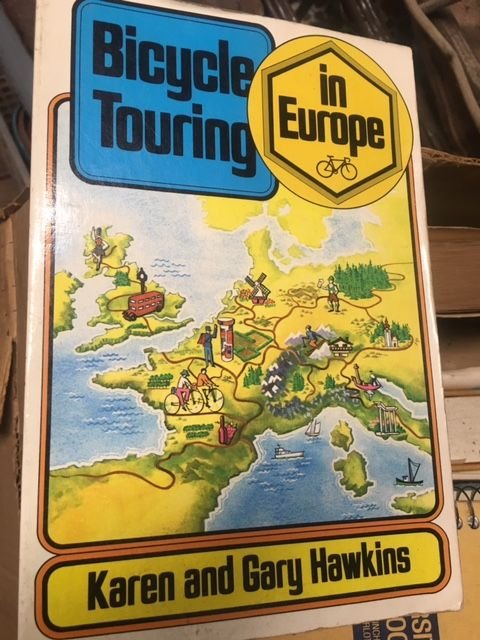 Bicycle
Touring
in
Europe
Karen and Gary Hawkins